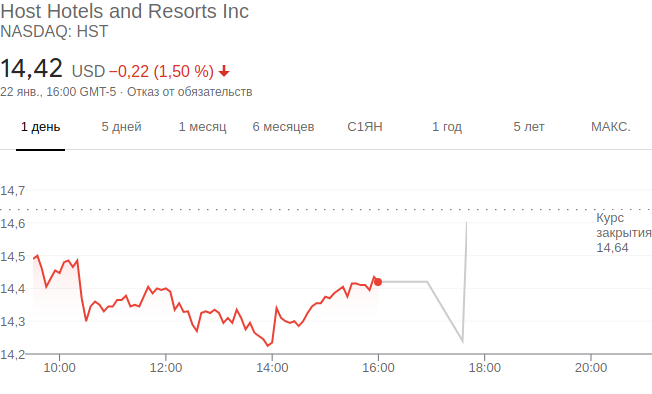 Host Hotels and Resorts Inc
NASDAQ: HST
14,42 USD −0,22 (1,50 %)
22 янв., 16:00 GMT-5 · Отказ от обязательств
1 день 5 дней 1 месяц 6 месяцев С1ЯН 1 год 5 лет МАКС.
14,7
14,6
14,5
14,4
14,3
14,2
Курс
закрытия
14,64
10:00 12:00 14:00 16:00 18:00 20:00